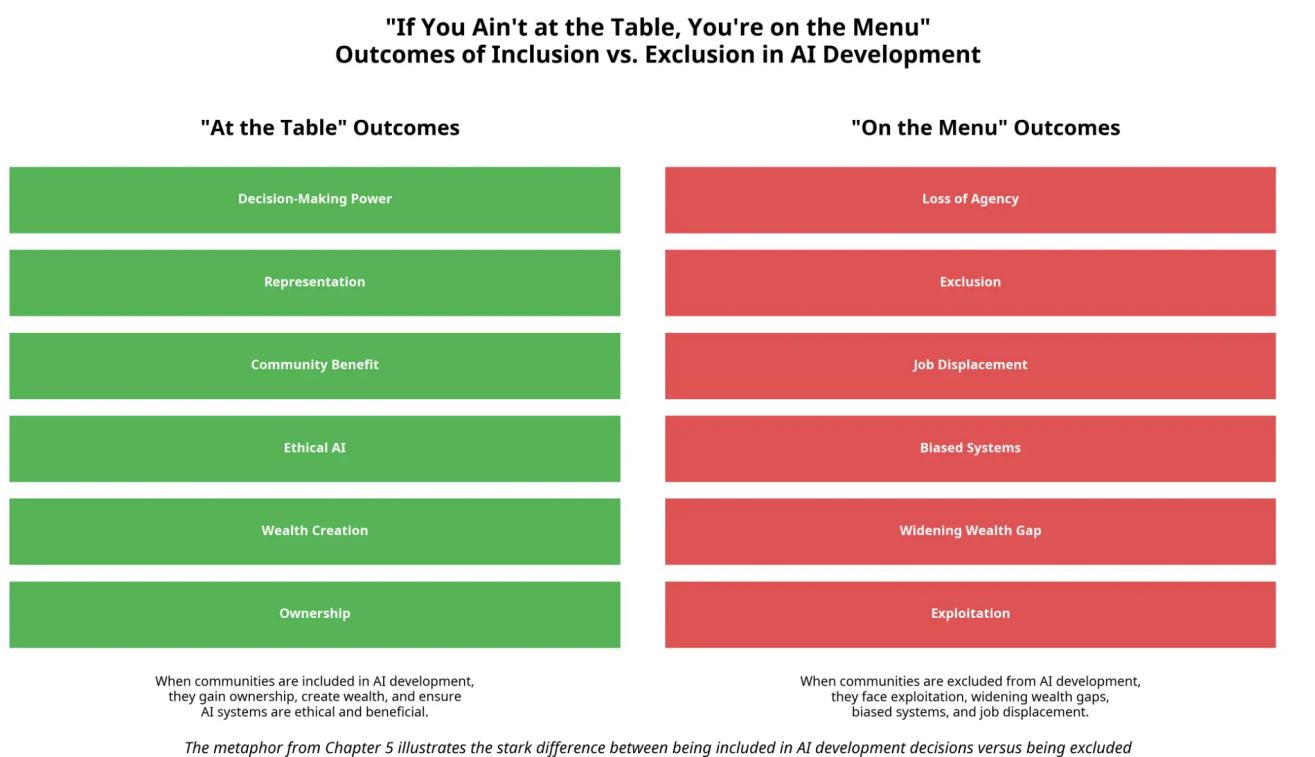 "If You Ain't at the Table, You're on the Menu"
Outcomes of Inclusion vs. Exclusion in AI Development
"At the Table" Outcomes
Decision-Making Power
Representation
Community Benefit
Ethical AI
Wealth Creation
Ownership
When communities are included in AI development,
they gain ownership, create wealth, and ensure
AI systems are ethical and beneficial.
"On the Menu" Outcomes
Loss of Agency
Exclusion
Job Displacement
Biased Systems
Widening Wealth Gap
Exploitation
When communities are excluded from AI development,
they face exploitation, widening wealth gaps,
biased systems, and job displacement.
The metaphor from Chapter 5 illustrates the stark difference between being included in AI development decisions versus being excluded